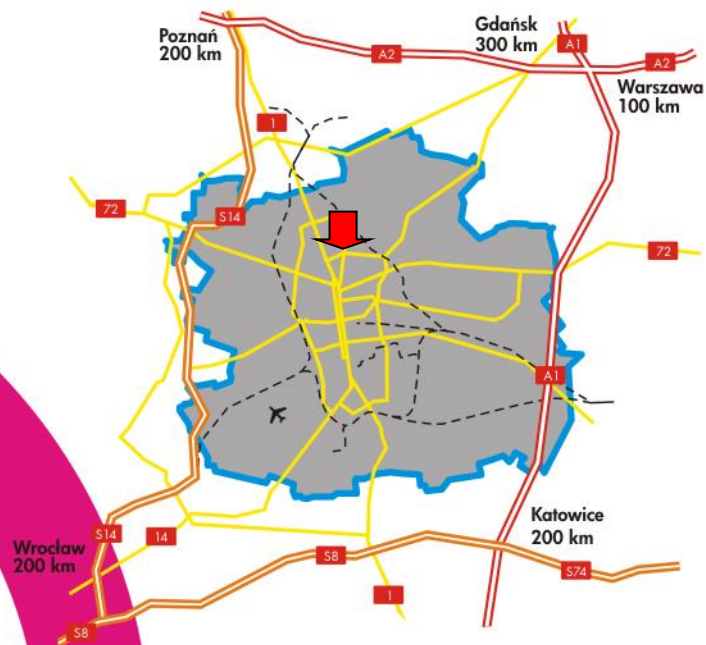 Poznań
200 km
Gdańsk
300 km
A1
A2
A2
Warszawa
100 km
1
72
S14
72
A1
Katowice
200 km
S14
14
Wrocław
200 km
S8
S74
1
S8